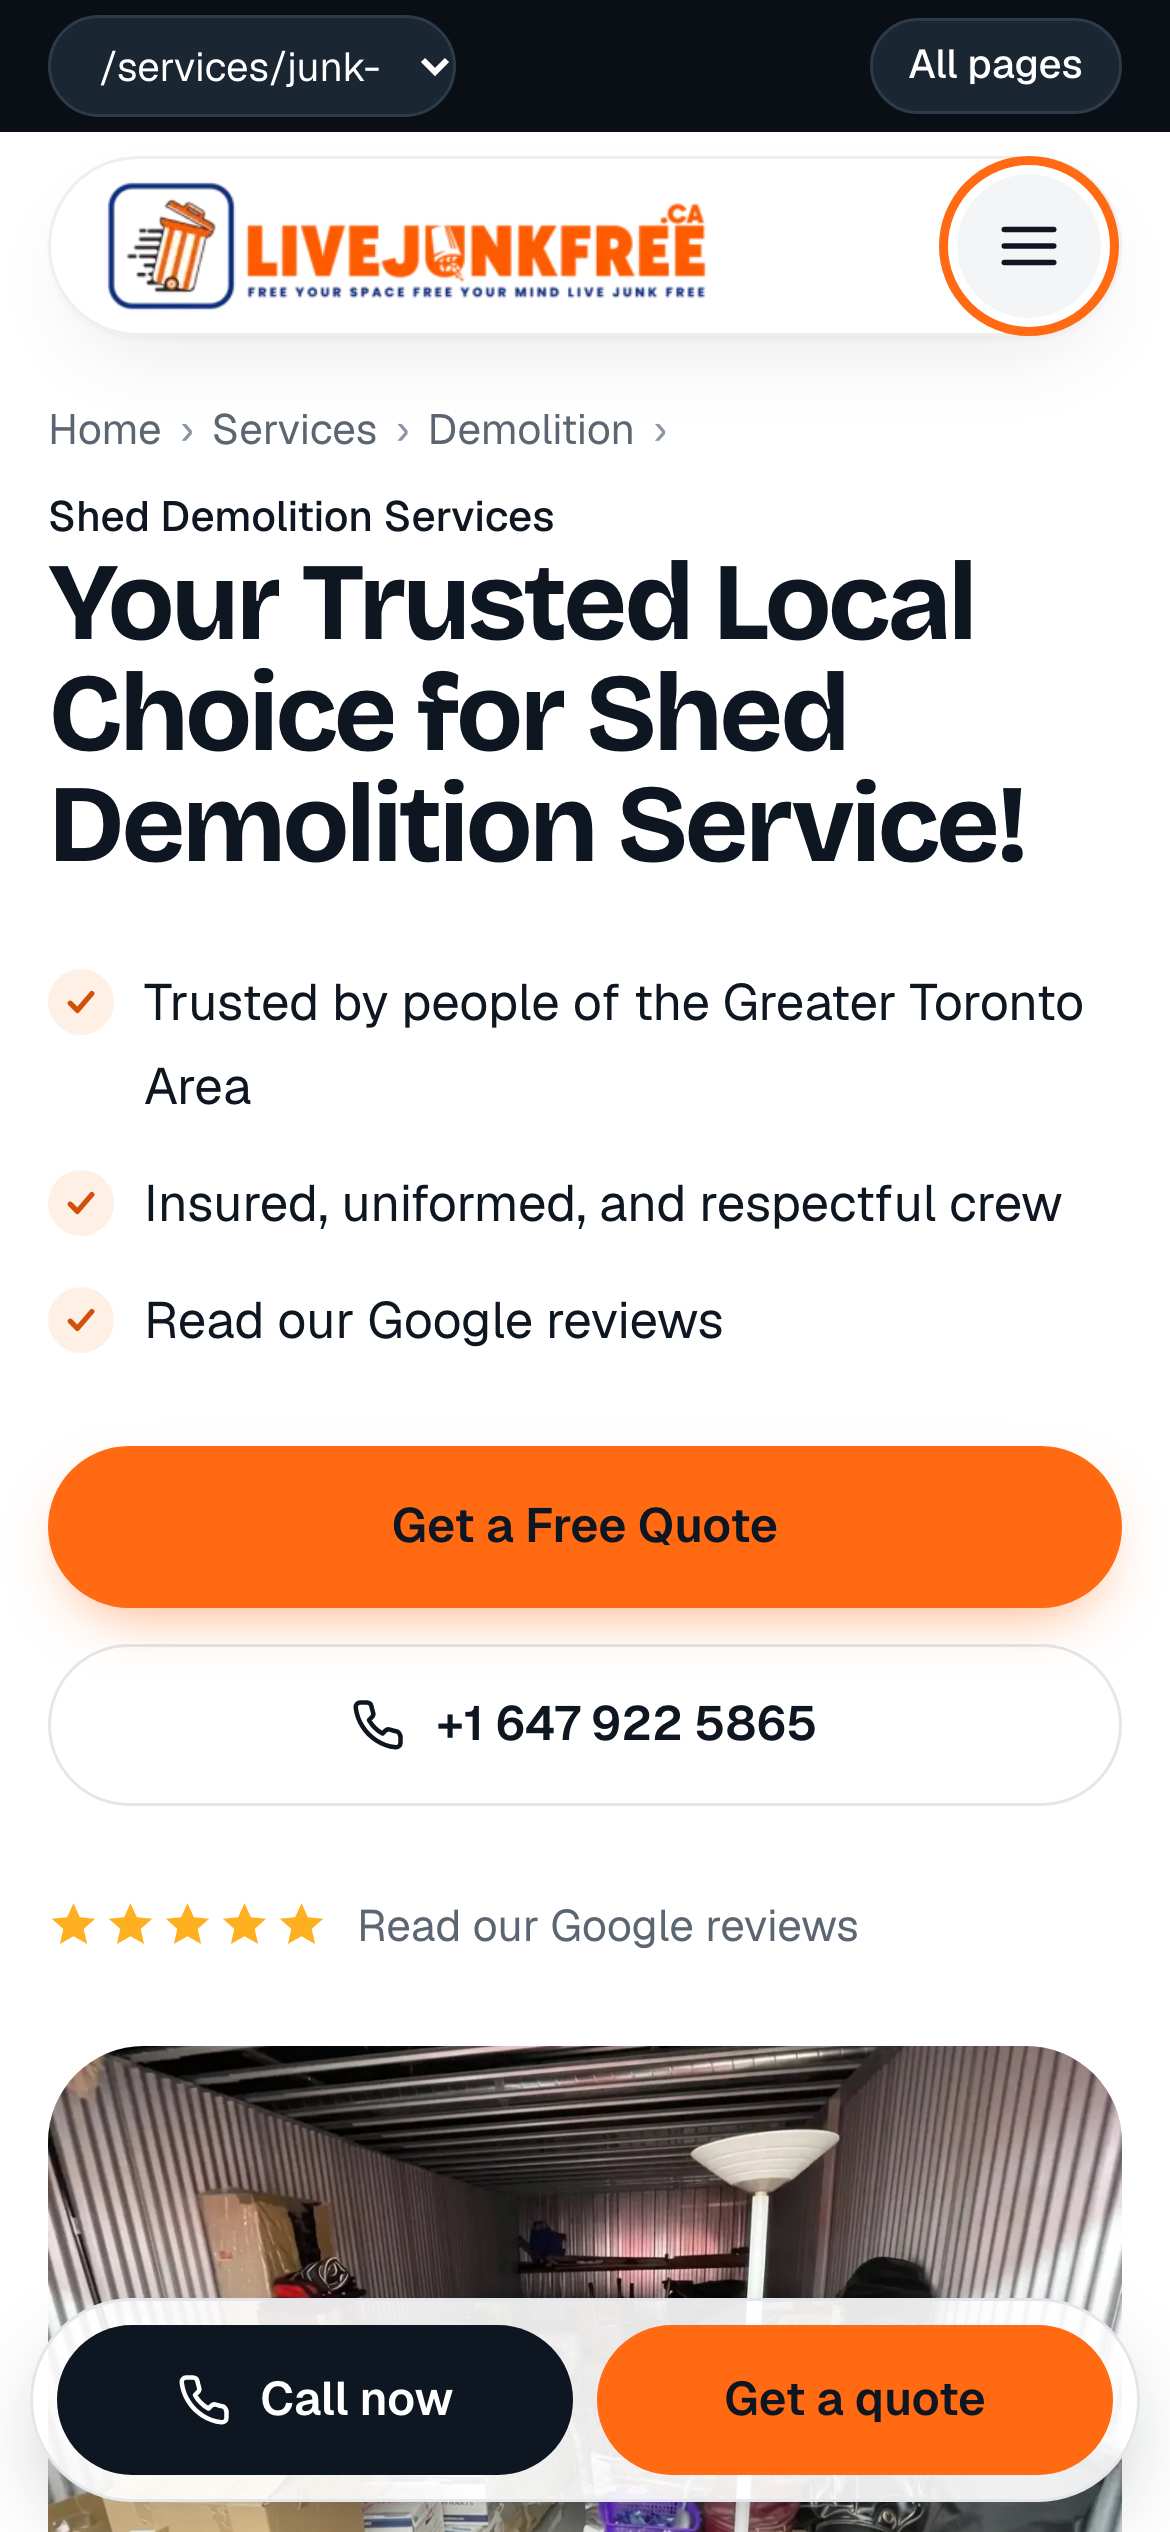 /services/junk-
All pages
LIVEJUNKFREE.CA
FREE YOUR SPACE FREE YOUR MIND LIVE JUNK FREE
Home › Services › Demolition ›
Shed Demolition Services
Your Trusted Local
Choice for Shed
Demolition Service!
Trusted by people of the Greater Toronto
Area
Insured, uniformed, and respectful crew
Read our Google reviews
Get a Free Quote
+1 647 922 5865
Read our Google reviews
Call now
Get a quote